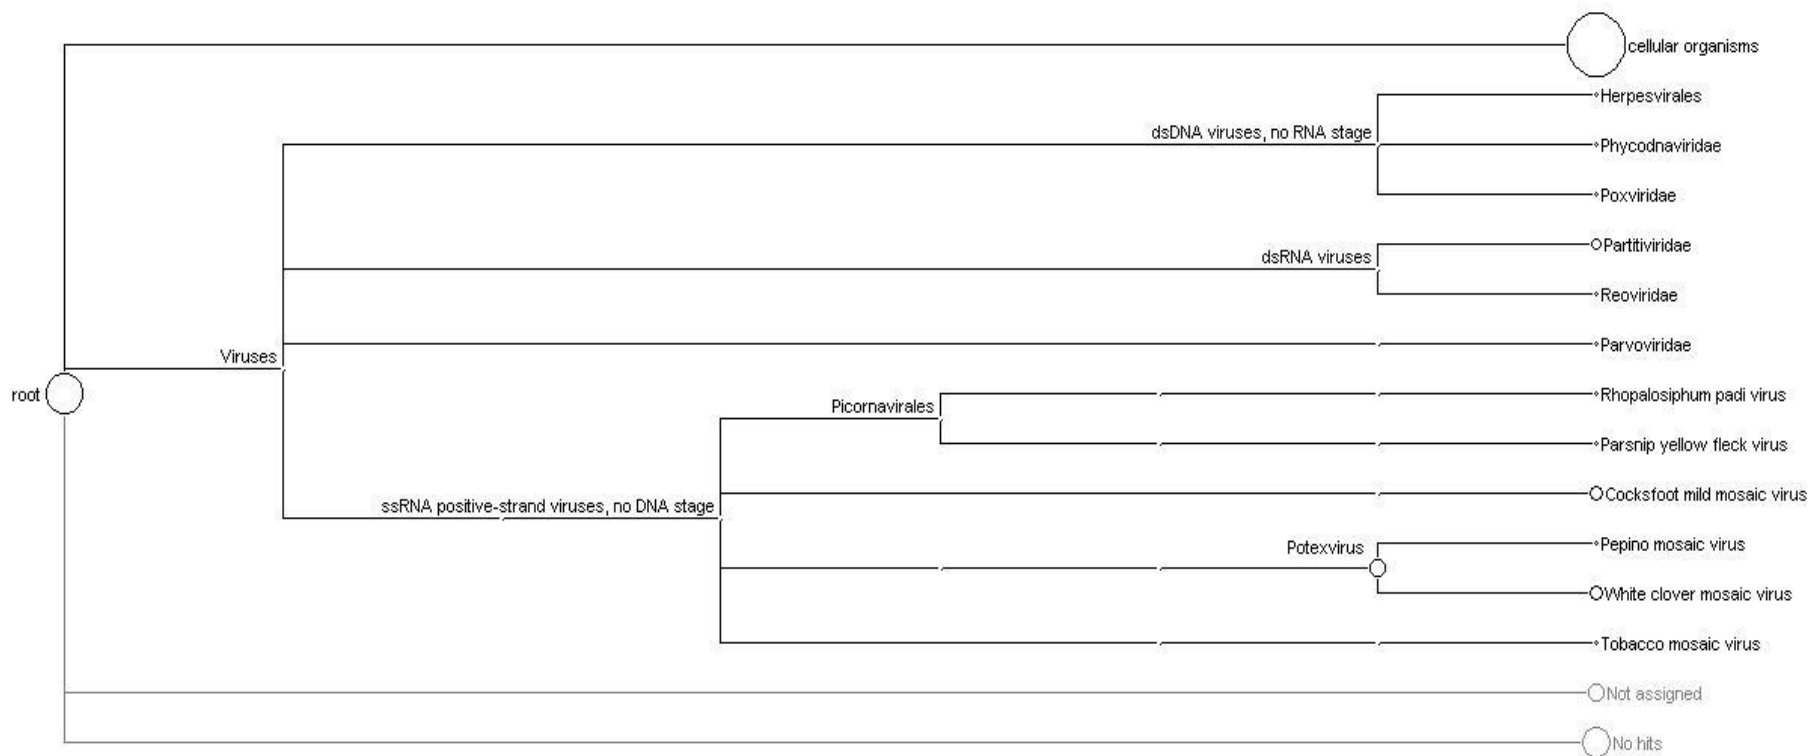 cellular organisms
Herpesvirales
dsDNA viruses, no RNA stage
Phycodnaviridae
Poxviridae
Partitiviridae
dsRNA viruses
Reoviridae
Parvoviridae
Viruses
root
Rhopalosiphum padi virus
Picornavirales
Parsnip yellow fleck virus
Cocksfoot mild mosaic virus
ssRNA positive-strand viruses, no DNA stage
Pepino mosaic virus
Potexvirus
White clover mosaic virus
Tobacco mosaic virus
Not assigned
No hits